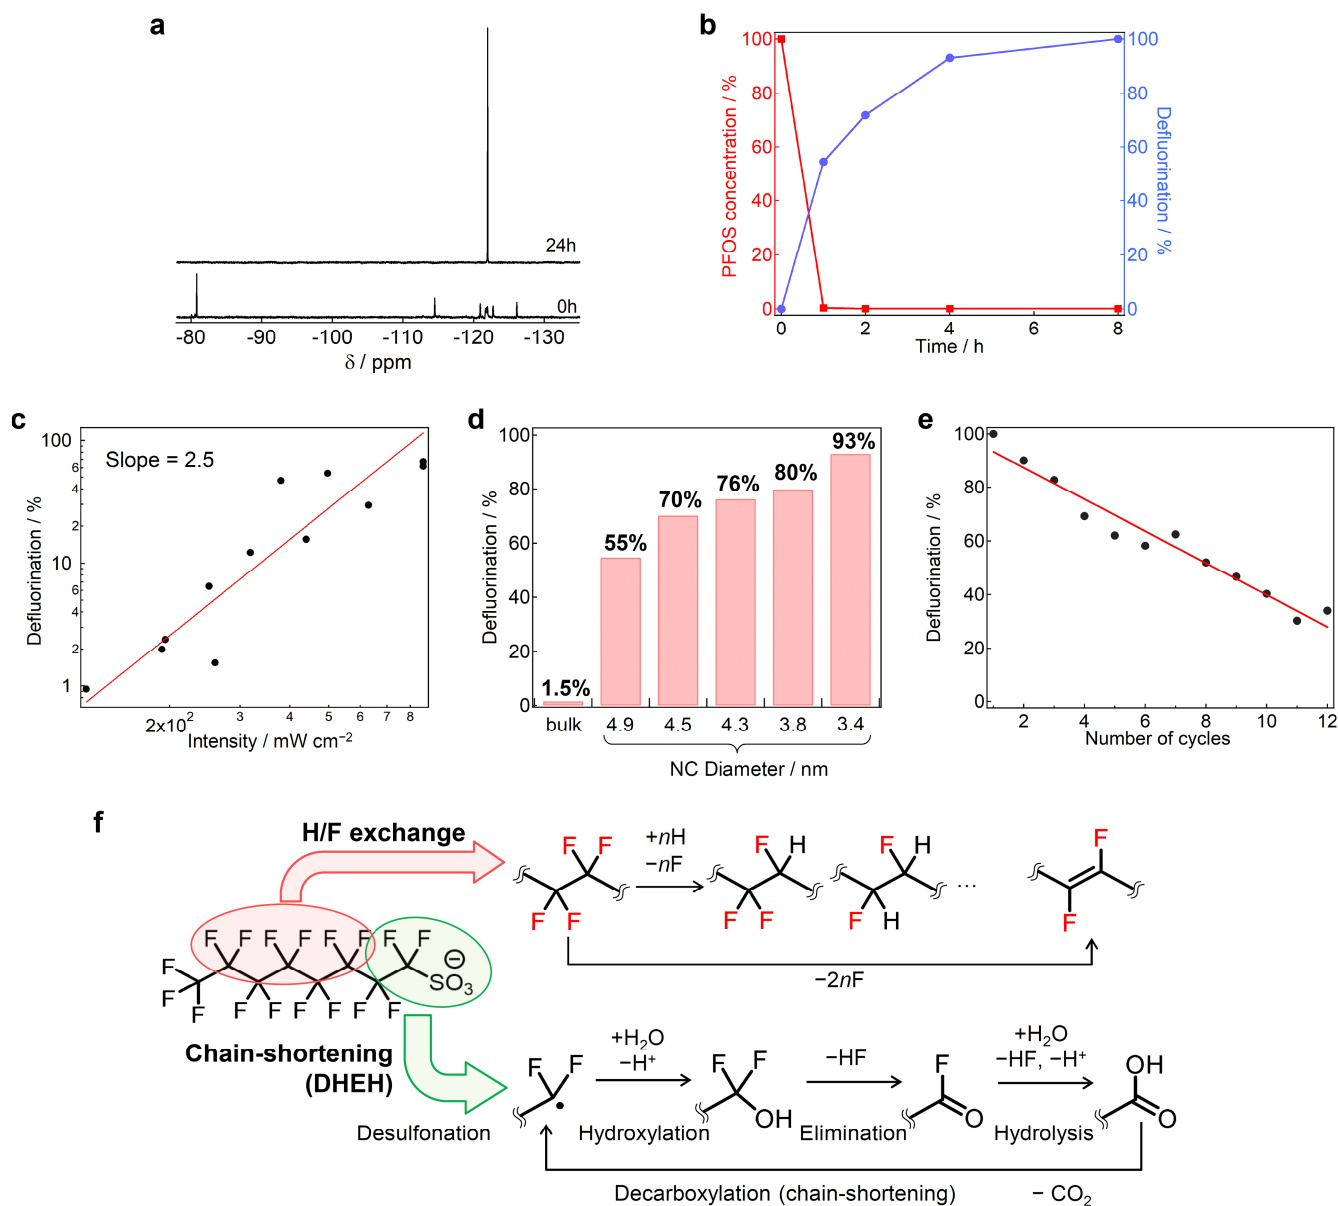 a
24h
0h
-80 -90 -100 -110 -120 -130
δ / ppm
b
100
80
60
40
20
0
PFOS concentration / %
100
80
60
40
20
0
Defluorination / %
0 2 4 6 8
Time / h
c
Slope = 2.5
100
6
4
2
10
6
4
2
1
Defluorination / %
2x10²
3 4 5 6 7 8
Intensity / mW cm⁻²
d
100
80
60
40
20
0
Defluorination / %
1.5%
55%
70%
76%
80%
93%
bulk 4.9 4.5 4.3 3.8 3.4
NC Diameter / nm
e
100
80
60
40
20
0
Defluorination / %
2 4 6 8 10 12
Number of cycles
f
H/F exchange
F F F F F F F F
F
F
F
F F F F F F
SO₃
⊖
Chain-shortening
(DHEH)
F F
F F
+nH
−nF
F H
F F
F H
F H
...
F
F
−2nF
F F
•
Desulfonation
+H₂O
−H⁺
Hydroxylation
F F
OH
−HF
Elimination
F
O
+H₂O
−HF, −H⁺
Hydrolysis
OH
O
Decarboxylation (chain-shortening)
− CO₂